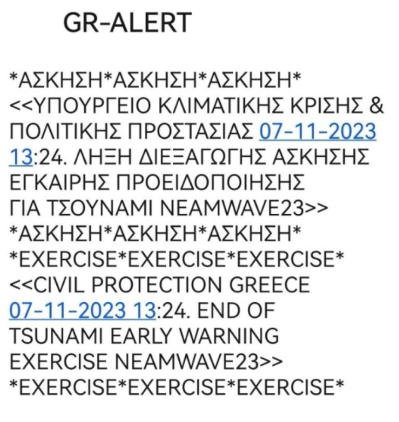 GR-ALERT
*ΑΣΚΗΣΗ*ΑΣΚΗΣΗ*ΑΣΚΗΣΗ*
<<ΥΠΟΥΡΓΕΙΟ ΚΛΙΜΑΤΙΚΗΣ ΚΡΙΣΗΣ &
ΠΟΛΙΤΙΚΗΣ ΠΡΟΣΤΑΣΙΑΣ 07-11-2023
13:24. ΛΗΞΗ ΔΙΕΞΑΓΩΓΗΣ ΑΣΚΗΣΗΣ
ΕΓΚΑΙΡΗΣ ΠΡΟΕΙΔΟΠΟΙΗΣΗΣ
ΓΙΑ ΤΣΟΥΝΑΜΙ NEAMWAVE23>>
*ΑΣΚΗΣΗ*ΑΣΚΗΣΗ*ΑΣΚΗΣΗ*
*EXERCISE*EXERCISE*EXERCISE*
<<CIVIL PROTECTION GREECE
07-11-2023 13:24. END OF
TSUNAMI EARLY WARNING
EXERCISE NEAMWAVE23>>
*EXERCISE*EXERCISE*EXERCISE*